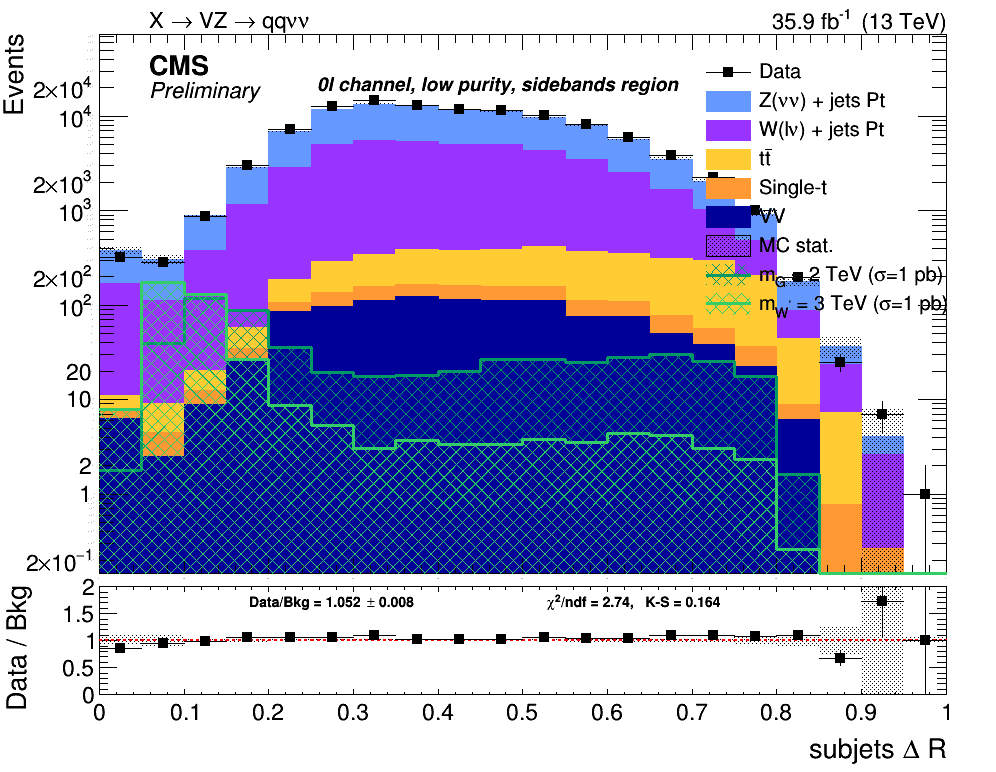 X → VZ → qqνν
35.9 fb⁻¹ (13 TeV)
Events
CMS
Preliminary
0l channel, low purity, sidebands region
Data
Z(νν) + jets Pt
W(lν) + jets Pt
tt̄
Single-t
VV
MC stat.
m_G = 2 TeV (σ=1 pb)
m_W = 3 TeV (σ=1 pb)
2×10⁴
10⁴
2×10³
10³
2×10²
10²
20
10
2
1
2×10⁻¹
Data / Bkg
Data/Bkg = 1.052 ± 0.008
χ²/ndf = 2.74, K-S = 0.164
2
1.5
1
0.5
0
0 0.1 0.2 0.3 0.4 0.5 0.6 0.7 0.8 0.9 1
subjets Δ R